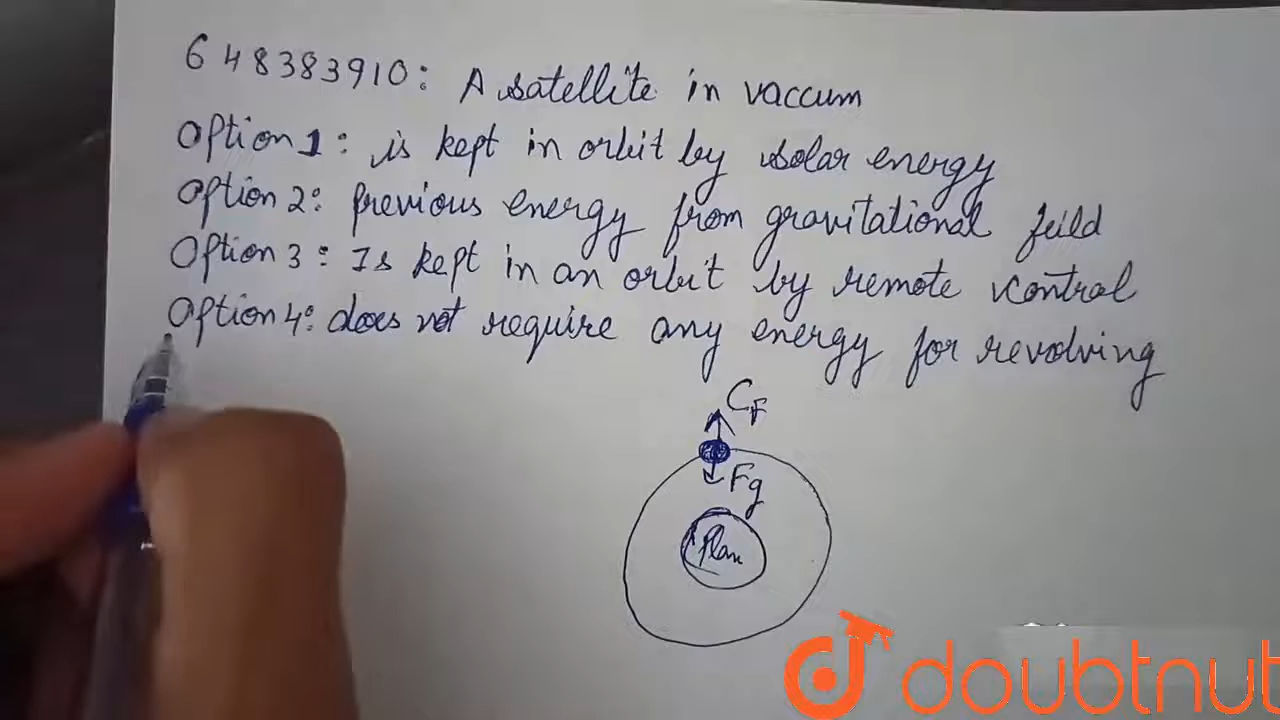 648383910: A satellite in vaccum
Option 1: is kept in orbit by solar energy
Option 2: previous energy from gravitational feild
Option 3: Is kept in an orbit by remote control
Option 4: does not require any energy for revolving
CF
Fg
Plan
doubtnut